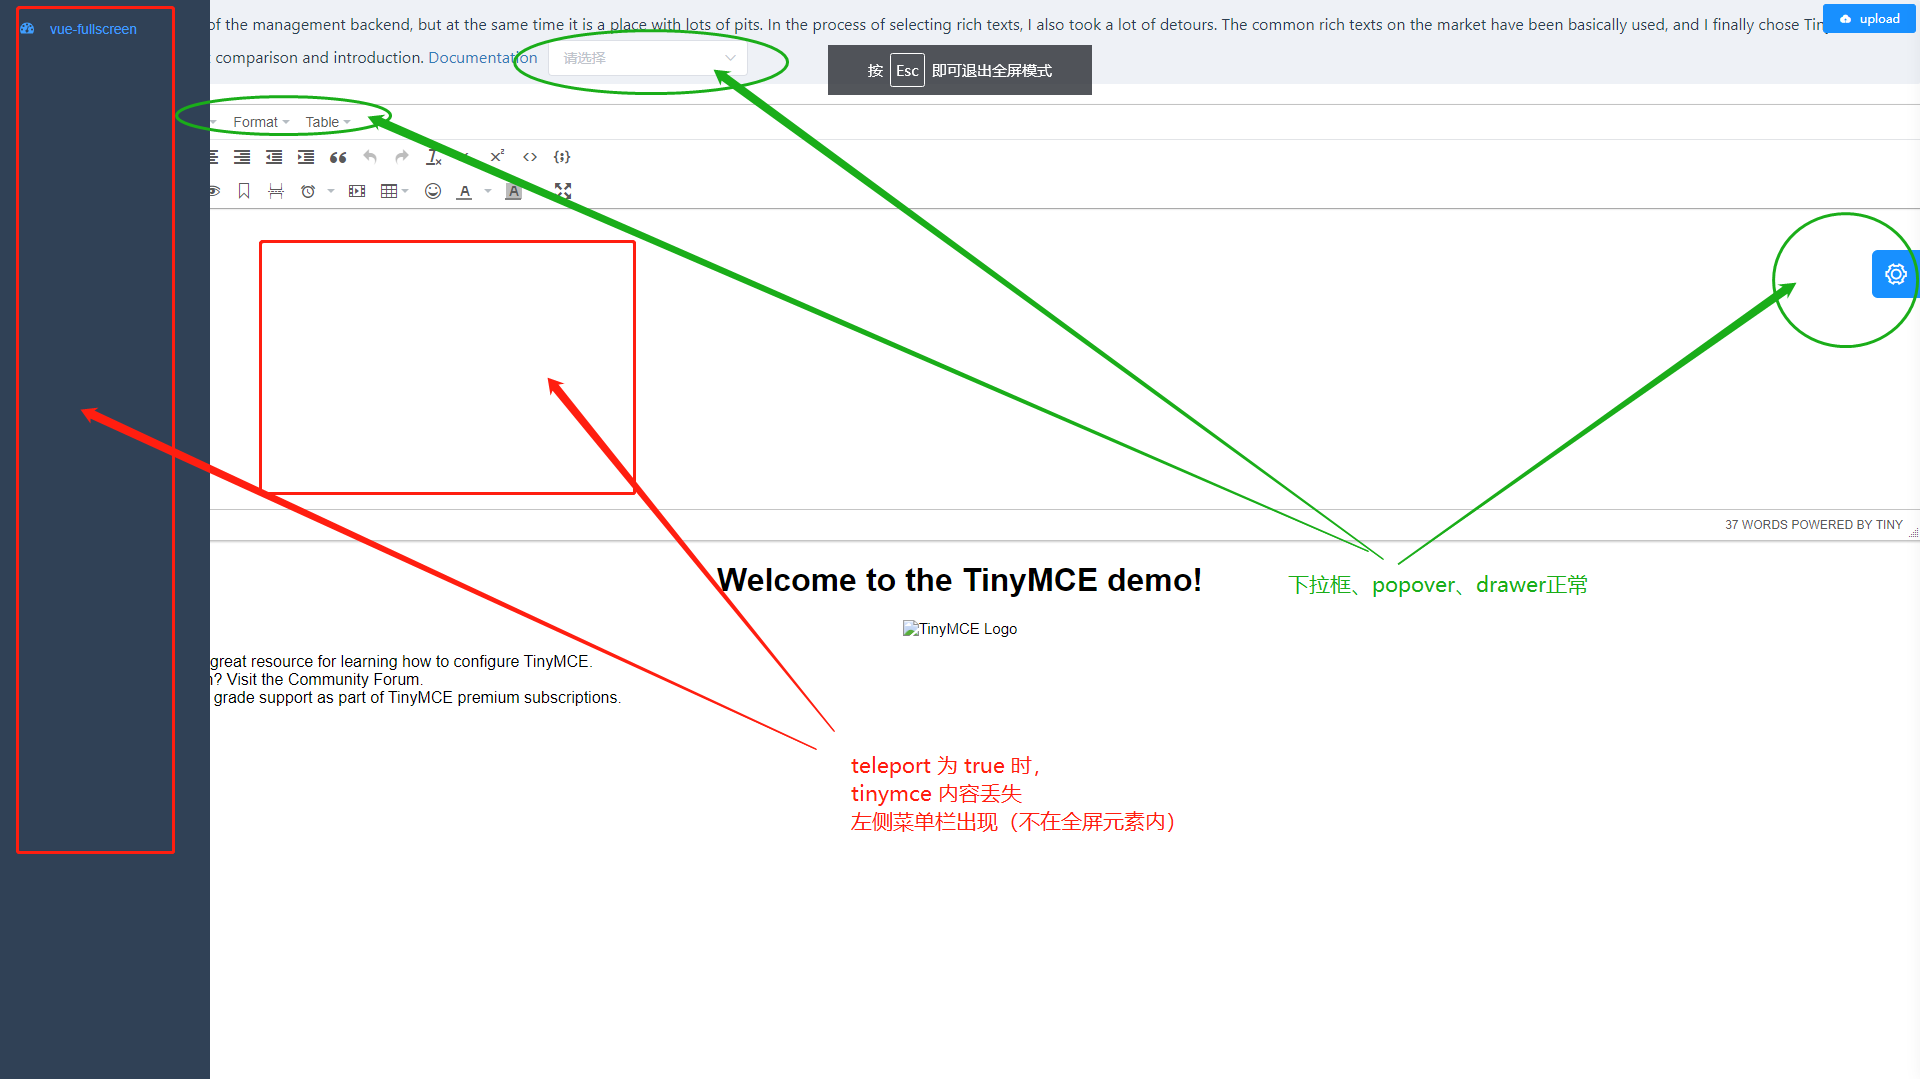 vue-fullscreen
of the management backend, but at the same time it is a place with lots of pits. In the process of selecting rich texts, I also took a lot of detours. The common rich texts on the market have been basically used, and I finally chose Tin
upload
comparison and introduction. Documentation
请选择
按 Esc 即可退出全屏模式
Format Table
37 WORDS POWERED BY TINY
Welcome to the TinyMCE demo!
下拉框、popover、drawer正常
TinyMCE Logo
great resource for learning how to configure TinyMCE.
? Visit the Community Forum.
grade support as part of TinyMCE premium subscriptions.
teleport 为 true 时,
tinymce 内容丢失
左侧菜单栏出现（不在全屏元素内）